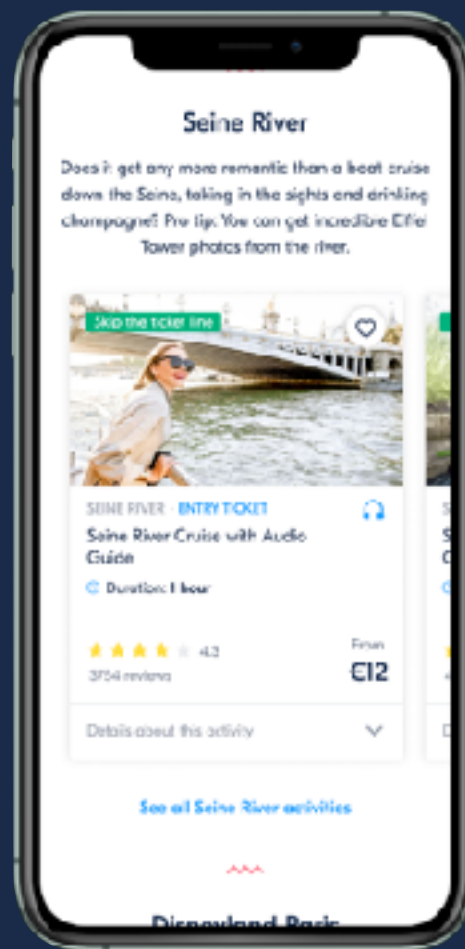 Seine River
Does it get any more romantic than a boat cruise
down the Seine, taking in the sights and drinking
champagne? Pro tip: You can get incredible Eiffel
Tower photos from the river.
Skip the ticket line
SEINE RIVER · ENTRY TICKET
Seine River Cruise with Audio
Guide
Duration: 1 hour
4.3
From
3754 reviews
€12
Details about this activity
See all Seine River activities
Disneyland Paris